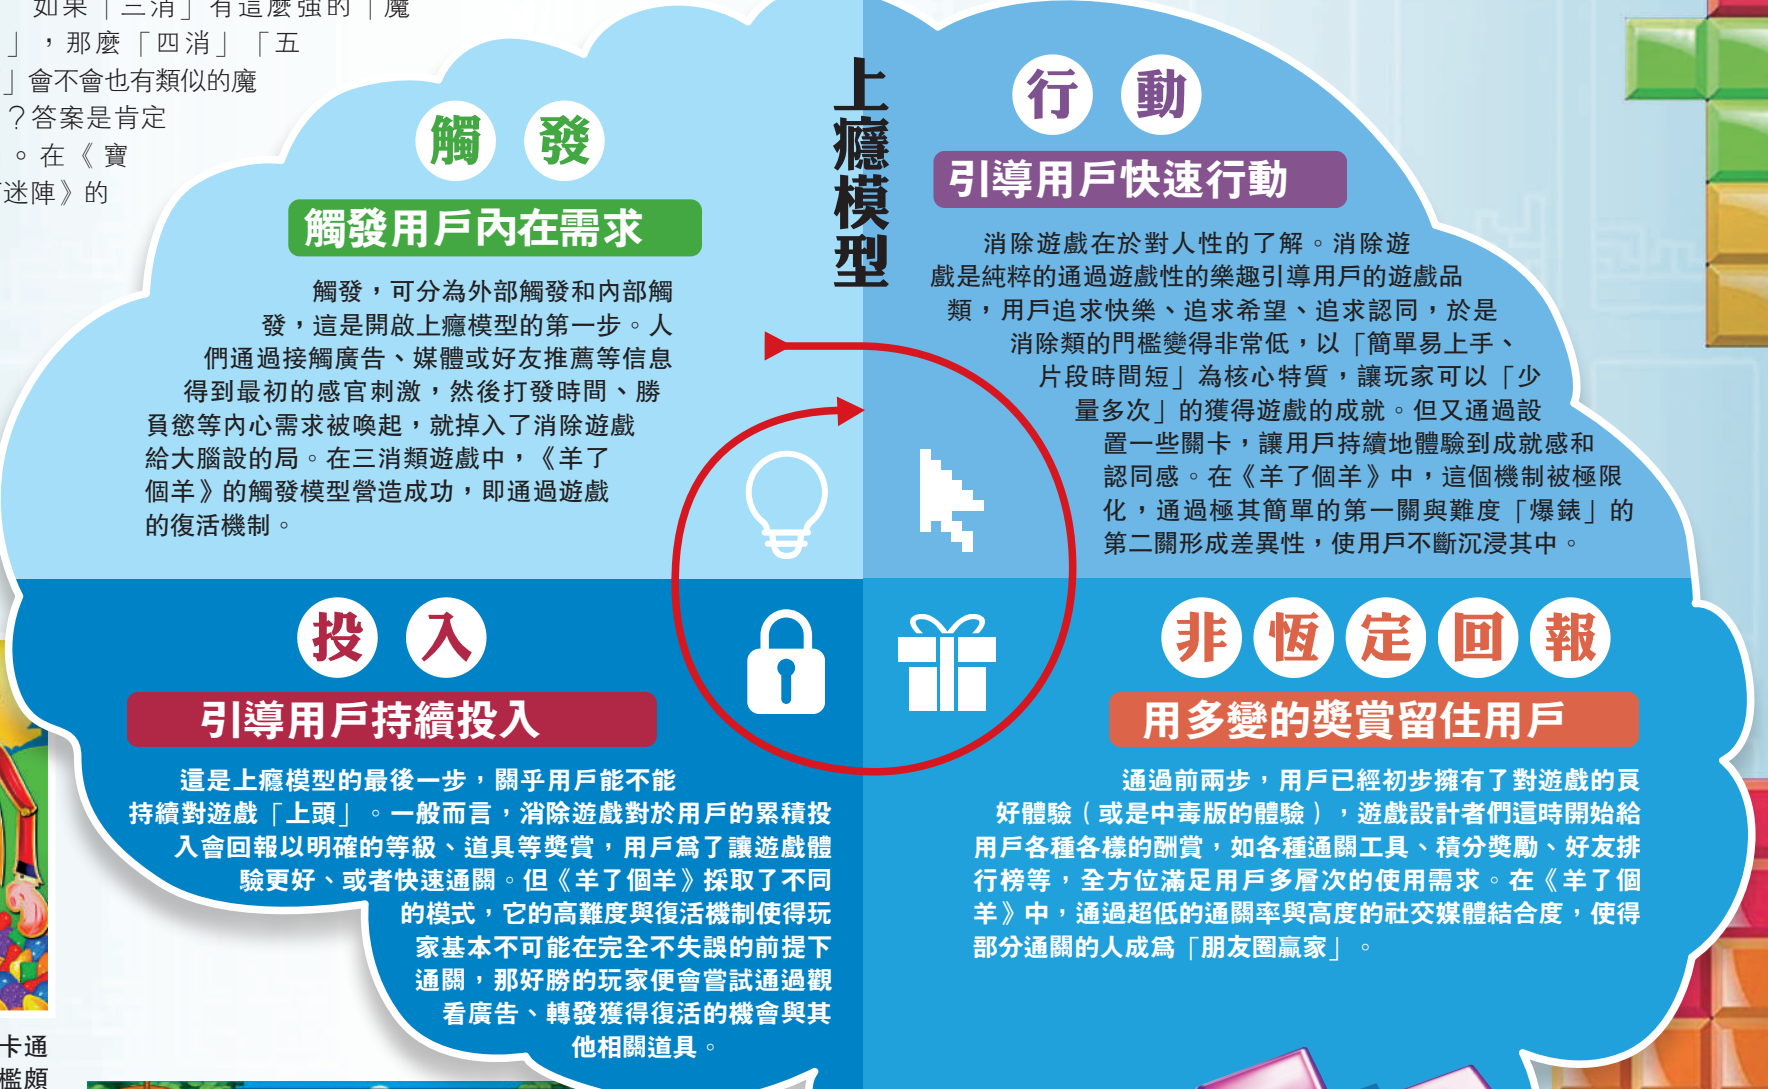 如果「三消」有這麼強的「魔
」，那麼「四消」「五
」會不會也有類似的魔
？答案是肯定
。在《寶
迷陣》的
上癮模型
觸發
觸發用戶內在需求
觸發，可分為外部觸發和內部觸
發，這是開啟上癮模型的第一步。人
們通過接觸廣告、媒體或好友推薦等信息
得到最初的感官刺激，然後打發時間、勝
負慾等內心需求被喚起，就掉入了消除遊戲
給大腦設的局。在三消類遊戲中，《羊了
個羊》的觸發模型營造成功，即通過遊戲
的復活機制。
行動
引導用戶快速行動
消除遊戲在於對人性的了解。消除遊
戲是純粹的通過遊戲性的樂趣引導用戶的遊戲品
類，用戶追求快樂、追求希望、追求認同，於是
消除類的門檻變得非常低，以「簡單易上手、
片段時間短」為核心特質，讓玩家可以「少
量多次」的獲得遊戲的成就。但又通過設
置一些關卡，讓用戶持續地體驗到成就感和
認同感。在《羊了個羊》中，這個機制被極限
化，通過極其簡單的第一關與難度「爆錶」的
第二關形成差異性，使用戶不斷沉浸其中。
非恆定回報
用多變的獎賞留住用戶
通過前兩步，用戶已經初步擁有了對遊戲的良
好體驗（或是中毒版的體驗），遊戲設計者們這時開始給
用戶各種各樣的酬賞，如各種通關工具、積分獎勵、好友排
行榜等，全方位滿足用戶多層次的使用需求。在《羊了個
羊》中，通過超低的通關率與高度的社交媒體結合度，使得
部分通關的人成為「朋友圈贏家」。
投入
引導用戶持續投入
這是上癮模型的最後一步，關乎用戶能不能
持續對遊戲「上頭」。一般而言，消除遊戲對於用戶的累積投
入會回報以明確的等級、道具等獎賞，用戶為了讓遊戲體
驗更好、或者快速通關。但《羊了個羊》採取了不同
的模式，它的高難度與復活機制使得玩
家基本不可能在完全不失誤的前提下
通關，那好勝的玩家便會嘗試通過觀
看廣告、轉發獲得復活的機會與其
他相關道具。
卡通
檻頗